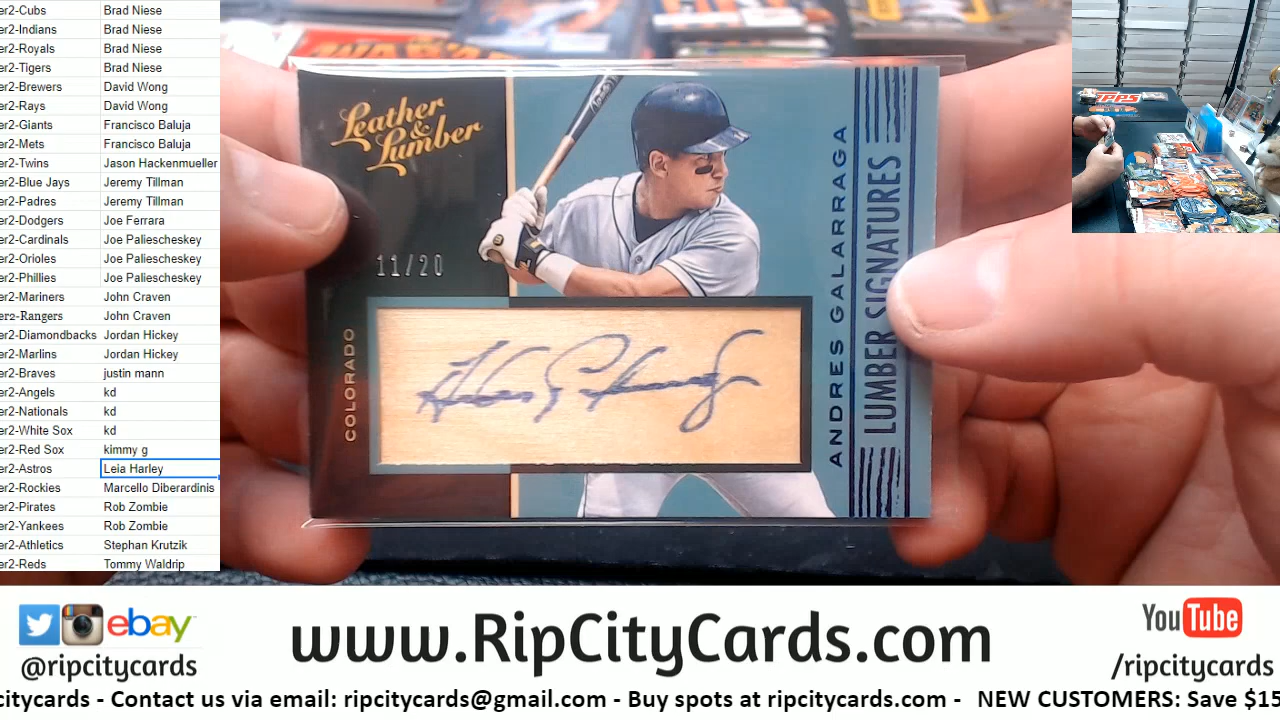 er2-Cubs Brad Niese
er2-Indians Brad Niese
er2-Royals Brad Niese
er2-Tigers Brad Niese
er2-Brewers David Wong
er2-Rays David Wong
er2-Giants Francisco Baluja
er2-Mets Francisco Baluja
er2-Twins Jason Hackenmueller
er2-Blue Jays Jeremy Tillman
er2-Padres Jeremy Tillman
er2-Dodgers Joe Ferrara
er2-Cardinals Joe Paliescheskey
er2-Orioles Joe Paliescheskey
er2-Phillies Joe Paliescheskey
er2-Mariners John Craven
er2-Rangers John Craven
er2-Diamondbacks Jordan Hickey
er2-Marlins Jordan Hickey
er2-Braves justin mann
er2-Angels kd
er2-Nationals kd
er2-White Sox kd
er2-Red Sox kimmy g
er2-Astros Leia Harley
er2-Rockies Marcello Diberardinis
er2-Pirates Rob Zombie
er2-Yankees Rob Zombie
er2-Athletics Stephan Krutzik
er2-Reds Tommy Waldrip
Leather
&
Lumber
11/20
COLORADO
ANDRES GALARRAGA
LUMBER SIGNATURES
TOPPS
ebay
@ripcitycards
www.RipCityCards.com
YouTube
/ripcitycards
citycards - Contact us via email: ripcitycards@gmail.com - Buy spots at ripcitycards.com - NEW CUSTOMERS: Save $15